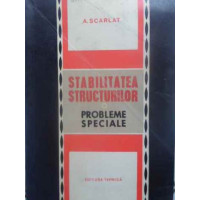 A. SCARLAT
STABILITATEA
STRUCTURILOR
PROBLEME
SPECIALE
EDITURA TEHNICĂ